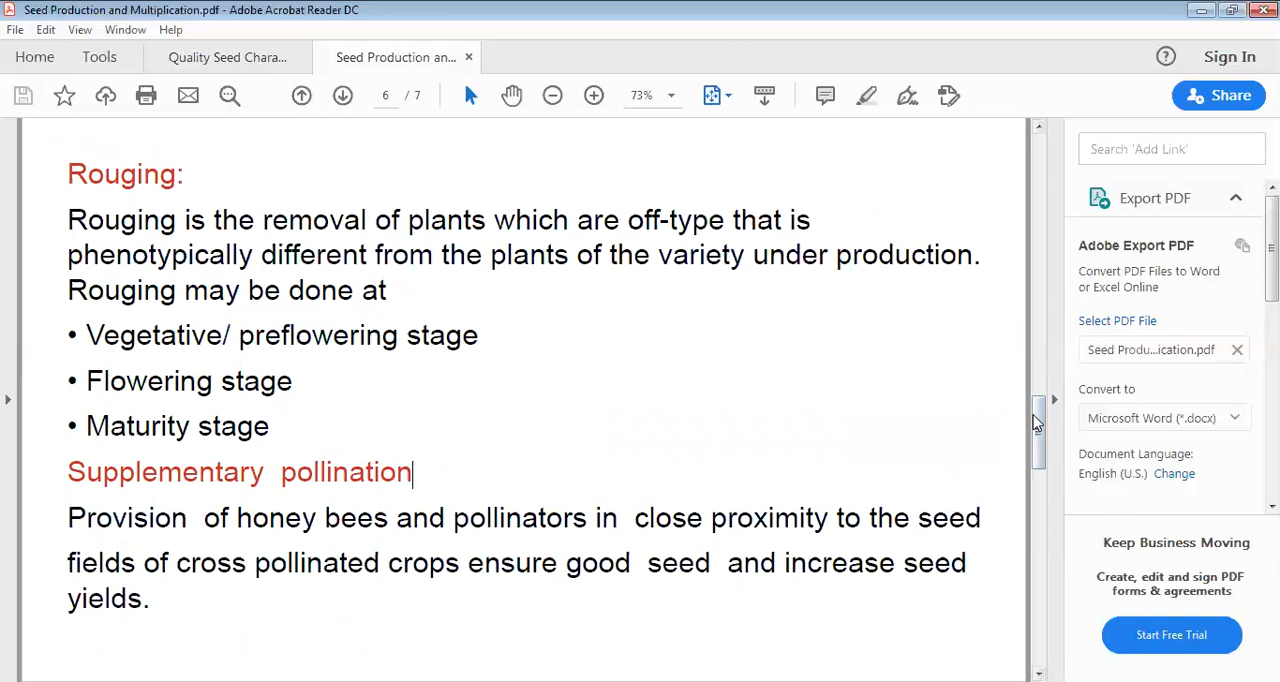 Seed Production and Multiplication.pdf - Adobe Acrobat Reader DC
File Edit View Window Help
Home Tools Quality Seed Chara... Seed Production an... ×
6 / 7 73% Share
? Sign In
Rouging:
Rouging is the removal of plants which are off-type that is
phenotypically different from the plants of the variety under production.
Rouging may be done at
• Vegetative/ preflowering stage
• Flowering stage
• Maturity stage
Supplementary pollination
Provision of honey bees and pollinators in close proximity to the seed
fields of cross pollinated crops ensure good seed and increase seed
yields.
Search 'Add Link'
Export PDF
Adobe Export PDF
Convert PDF Files to Word
or Excel Online
Select PDF File
Seed Produ...ication.pdf
Convert to
Microsoft Word (*.docx)
Document Language:
English (U.S.) Change
Keep Business Moving
Create, edit and sign PDF
forms & agreements
Start Free Trial